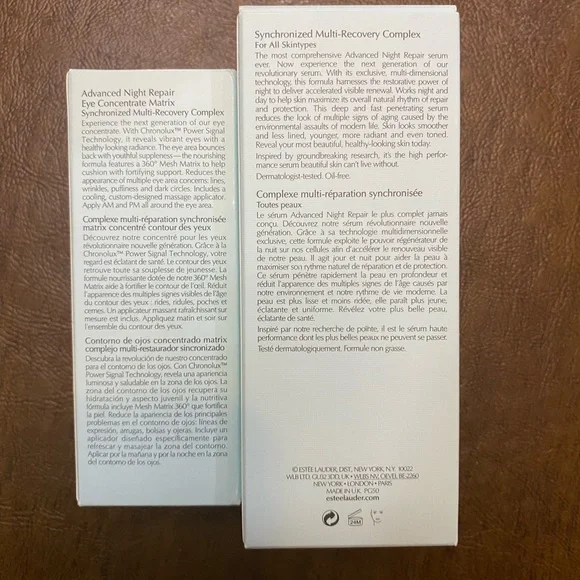 Advanced Night Repair
Eye Concentrate Matrix
Synchronized Multi-Recovery Complex
Experience the next generation of our eye
concentrate. With Chronolux™ Power Signal
Technology, it reveals vibrant eyes with a
healthy-looking radiance. The eye area bounces
back with youthful suppleness—the nourishing
formula features a 360° Mesh Matrix to help
cushion with fortifying support. Reduces the
appearance of multiple eye area concerns: lines,
wrinkles, puffiness and dark circles. Includes a
cooling, custom-designed massage applicator.
Apply AM and PM all around the eye area.
Complexe multi-réparation synchronisée
matrix concentré contour des yeux
Découvrez notre concentré pour les yeux
révolutionnaire nouvelle génération. Grâce à la
Chronolux™ Power Signal Technology, votre
regard est éclatant de santé. Le contour des yeux
retrouve toute sa souplesse de jeunesse. La
formule nourrissante dotée de notre 360° Mesh
Matrix aide à fortifier le contour de l'œil. Réduit
l'apparence des multiples signes visibles de l'âge
du contour des yeux : rides, ridules, poches et
cernes. Un applicateur massant rafraîchissant sur
mesure est inclus. Appliquez matin et soir sur
l'ensemble du contour des yeux.
Contorno de ojos concentrado matrix
complejo multi-restaurador sincronizado
Descubra la revolución de nuestro concentrado
para el contorno de los ojos. Con Chronolux™
Power Signal Technology, revela una apariencia
luminosa y saludable en la zona de los ojos. La
zona del contorno de los ojos recupera su
hidratación y aspecto juvenil y la nutritiva
fórmula incluye Mesh Matrix 360° que fortifica
la piel. Reduce la apariencia de los principales
problemas en el contorno de ojos: líneas de
expresión, arrugas, bolsas y ojeras. Incluye un
aplicador diseñado específicamente para
refrescar y masajear la zona del contorno.
Aplicar por la mañana y por la noche en la zona
del contorno de los ojos.
Synchronized Multi-Recovery Complex
For All Skintypes
The most comprehensive Advanced Night Repair serum
ever. Now experience the next generation of our
revolutionary serum. With its exclusive, multi-dimensional
technology, this formula harnesses the restorative power of
night to deliver accelerated visible renewal. Works night and
day to help skin maximize its overall natural rhythm of repair
and protection. This deep and fast penetrating serum
reduces the look of multiple signs of aging caused by the
environmental assaults of modern life. Skin looks smoother
and less lined, younger, more radiant and even toned.
Reveal your most beautiful, healthy-looking skin today.
Inspired by groundbreaking research, it's the high perfor-
mance serum beautiful skin can't live without.
Dermatologist-tested. Oil-free.
Complexe multi-réparation synchronisée
Toutes peaux
Le sérum Advanced Night Repair le plus complet jamais
conçu. Découvrez notre sérum révolutionnaire nouvelle
génération. Grâce à sa technologie multidimensionnelle
exclusive, cette formule exploite le pouvoir régénérateur de
la nuit sur nos cellules afin d'accélérer le renouveau visible
de notre peau. Il agit jour et nuit pour aider la peau à
maximiser son rythme naturel de réparation et de protection.
Ce sérum pénètre rapidement la peau en profondeur et
réduit l'apparence des multiples signes de l'âge causés par
notre environnement et notre rythme de vie moderne. La
peau est plus lisse et moins ridée, elle paraît plus jeune,
éclatante et uniforme. Révélez votre plus belle peau,
éclatante de santé.
Inspiré par notre recherche de pointe, il est le sérum haute
performance dont les plus belles peaux ne peuvent se passer.
Testé dermatologiquement. Formule non grasse.
© ESTĒE LAUDER, DIST., NEW YORK, N.Y. 10022
WLB LTD, GU32 3DD, UK • WLBS NV, OEVEL BE-2260
NEW YORK • LONDON • PARIS
MADE IN U.K. PG50
esteelauder.com
24M